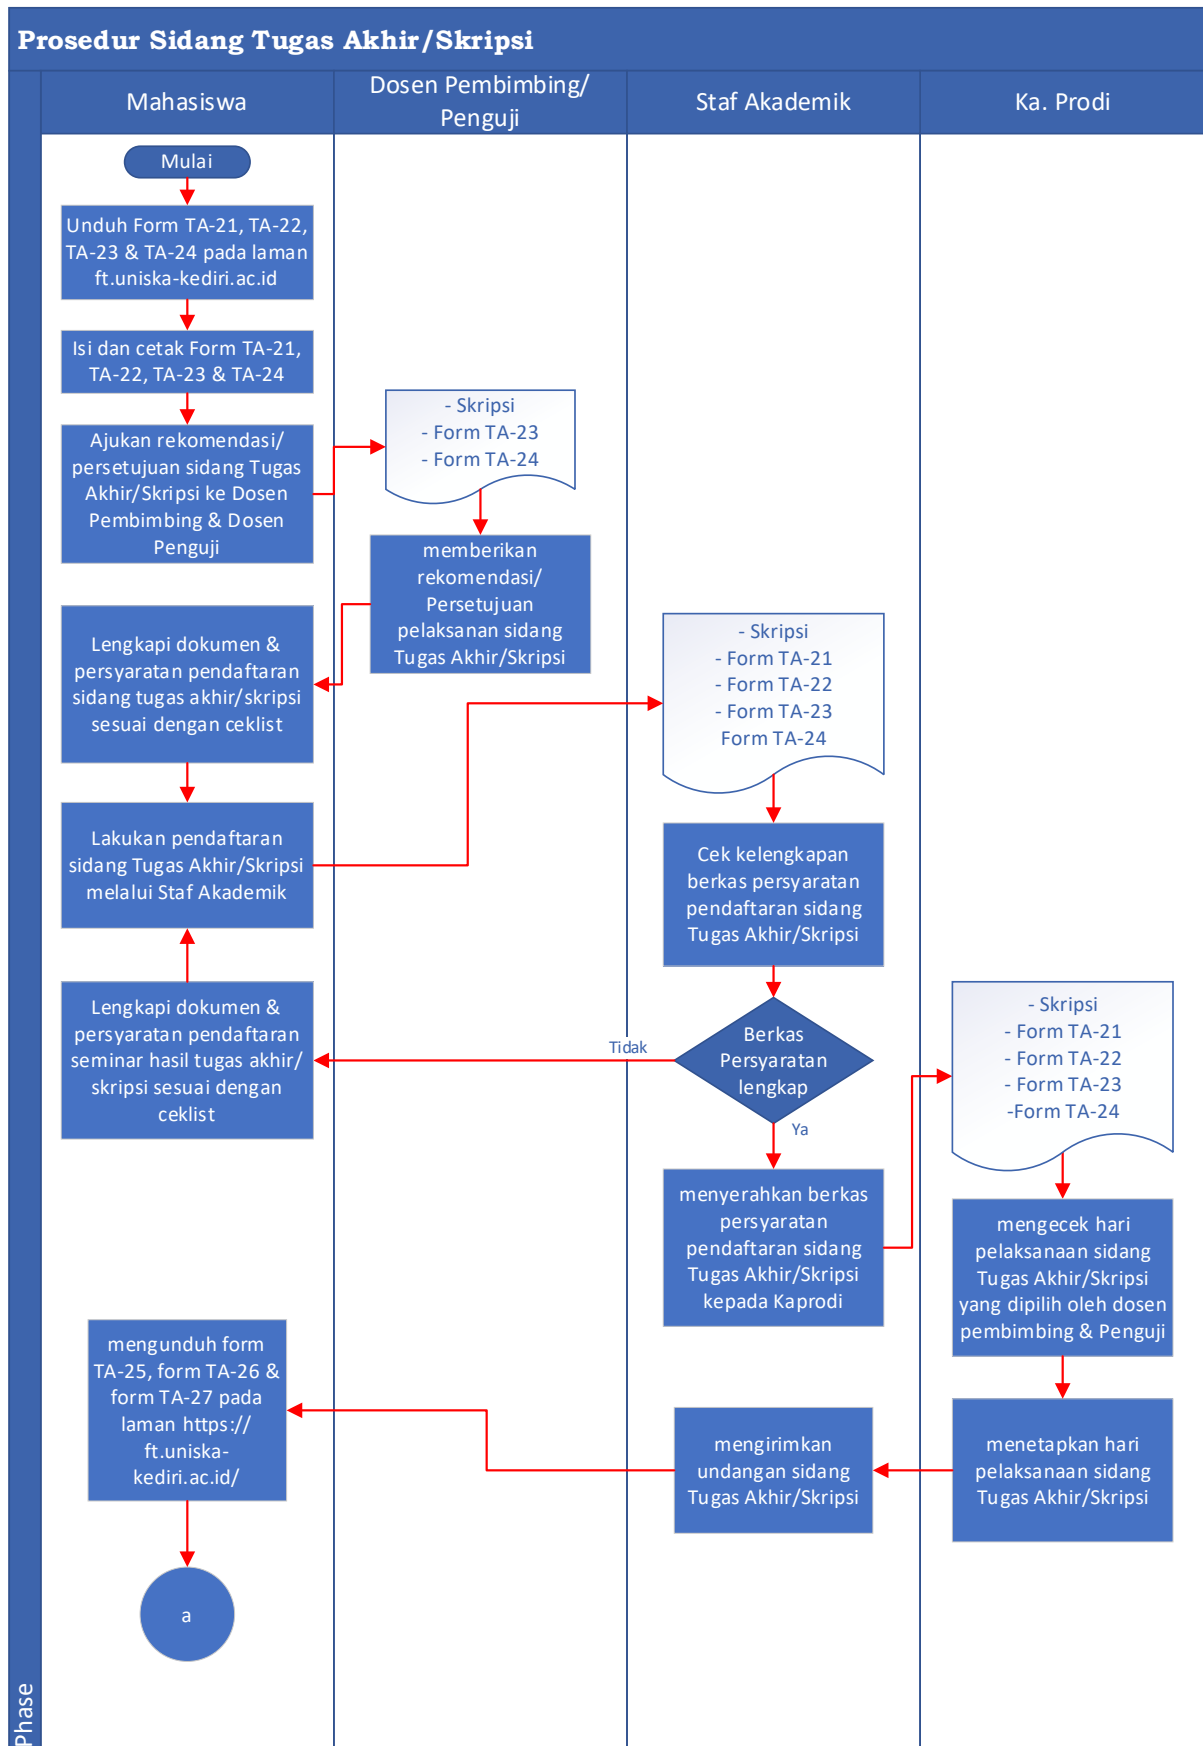 Prosedur Sidang Tugas Akhir/Skripsi
Mahasiswa
Dosen Pembimbing/
Penguji
Staf Akademik
Ka. Prodi
Mulai
Unduh Form TA-21, TA-22,
TA-23 & TA-24 pada laman
ft.uniska-kediri.ac.id
Isi dan cetak Form TA-21,
TA-22, TA-23 & TA-24
Ajukan rekomendasi/
persetujuan sidang Tugas
Akhir/Skripsi ke Dosen
Pembimbing & Dosen
Penguji
- Skripsi
- Form TA-23
- Form TA-24
memberikan
rekomendasi/
Persetujuan
pelaksanan sidang
Tugas Akhir/Skripsi
Lengkapi dokumen &
persyaratan pendaftaran
sidang tugas akhir/skripsi
sesuai dengan ceklist
Lakukan pendaftaran
sidang Tugas Akhir/Skripsi
melalui Staf Akademik
- Skripsi
- Form TA-21
- Form TA-22
- Form TA-23
Form TA-24
Cek kelengkapan
berkas persyaratan
pendaftaran sidang
Tugas Akhir/Skripsi
Berkas
Persyaratan
lengkap
Tidak
Ya
Lengkapi dokumen &
persyaratan pendaftaran
seminar hasil tugas akhir/
skripsi sesuai dengan
ceklist
menyerahkan berkas
persyaratan
pendaftaran sidang
Tugas Akhir/Skripsi
kepada Kaprodi
- Skripsi
- Form TA-21
- Form TA-22
- Form TA-23
-Form TA-24
mengecek hari
pelaksanaan sidang
Tugas Akhir/Skripsi
yang dipilih oleh dosen
pembimbing & Penguji
menetapkan hari
pelaksanaan sidang
Tugas Akhir/Skripsi
mengirimkan
undangan sidang
Tugas Akhir/Skripsi
mengunduh form
TA-25, form TA-26 &
form TA-27 pada
laman https://
ft.uniska-
kediri.ac.id/
a
Phase